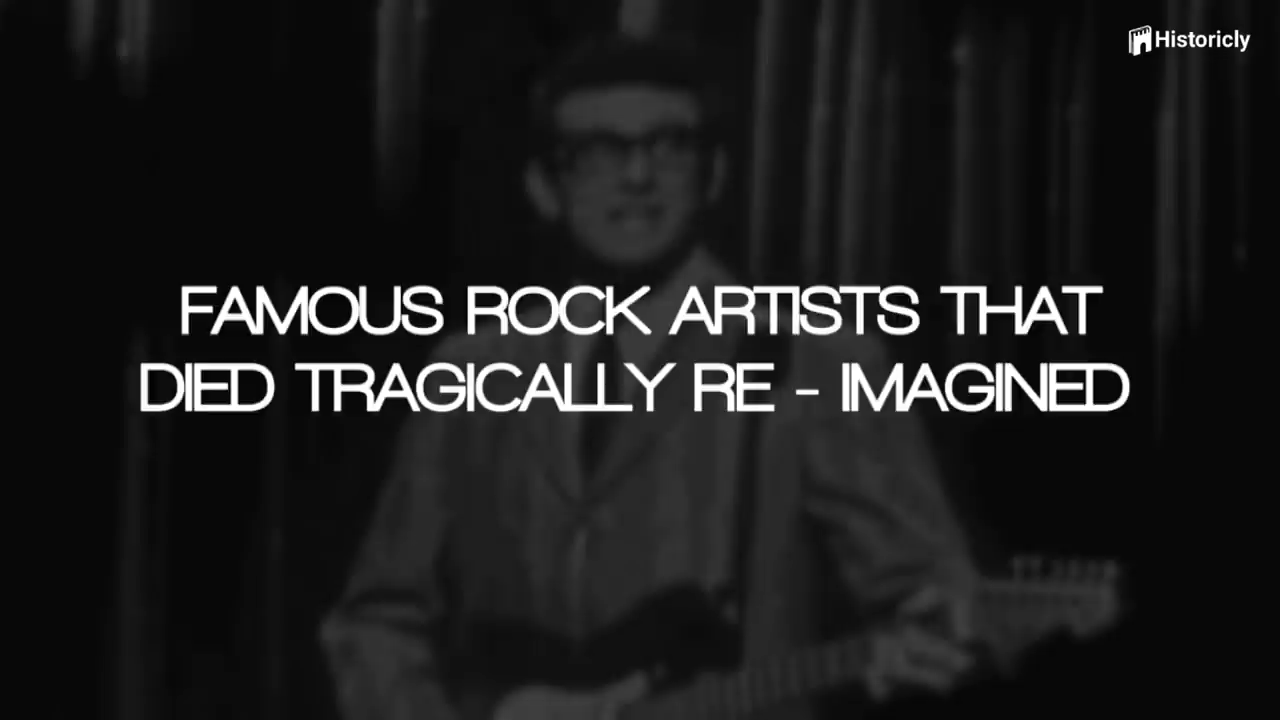 Historicly
FAMOUS ROCK ARTISTS THAT
DIED TRAGICALLY RE - IMAGINED